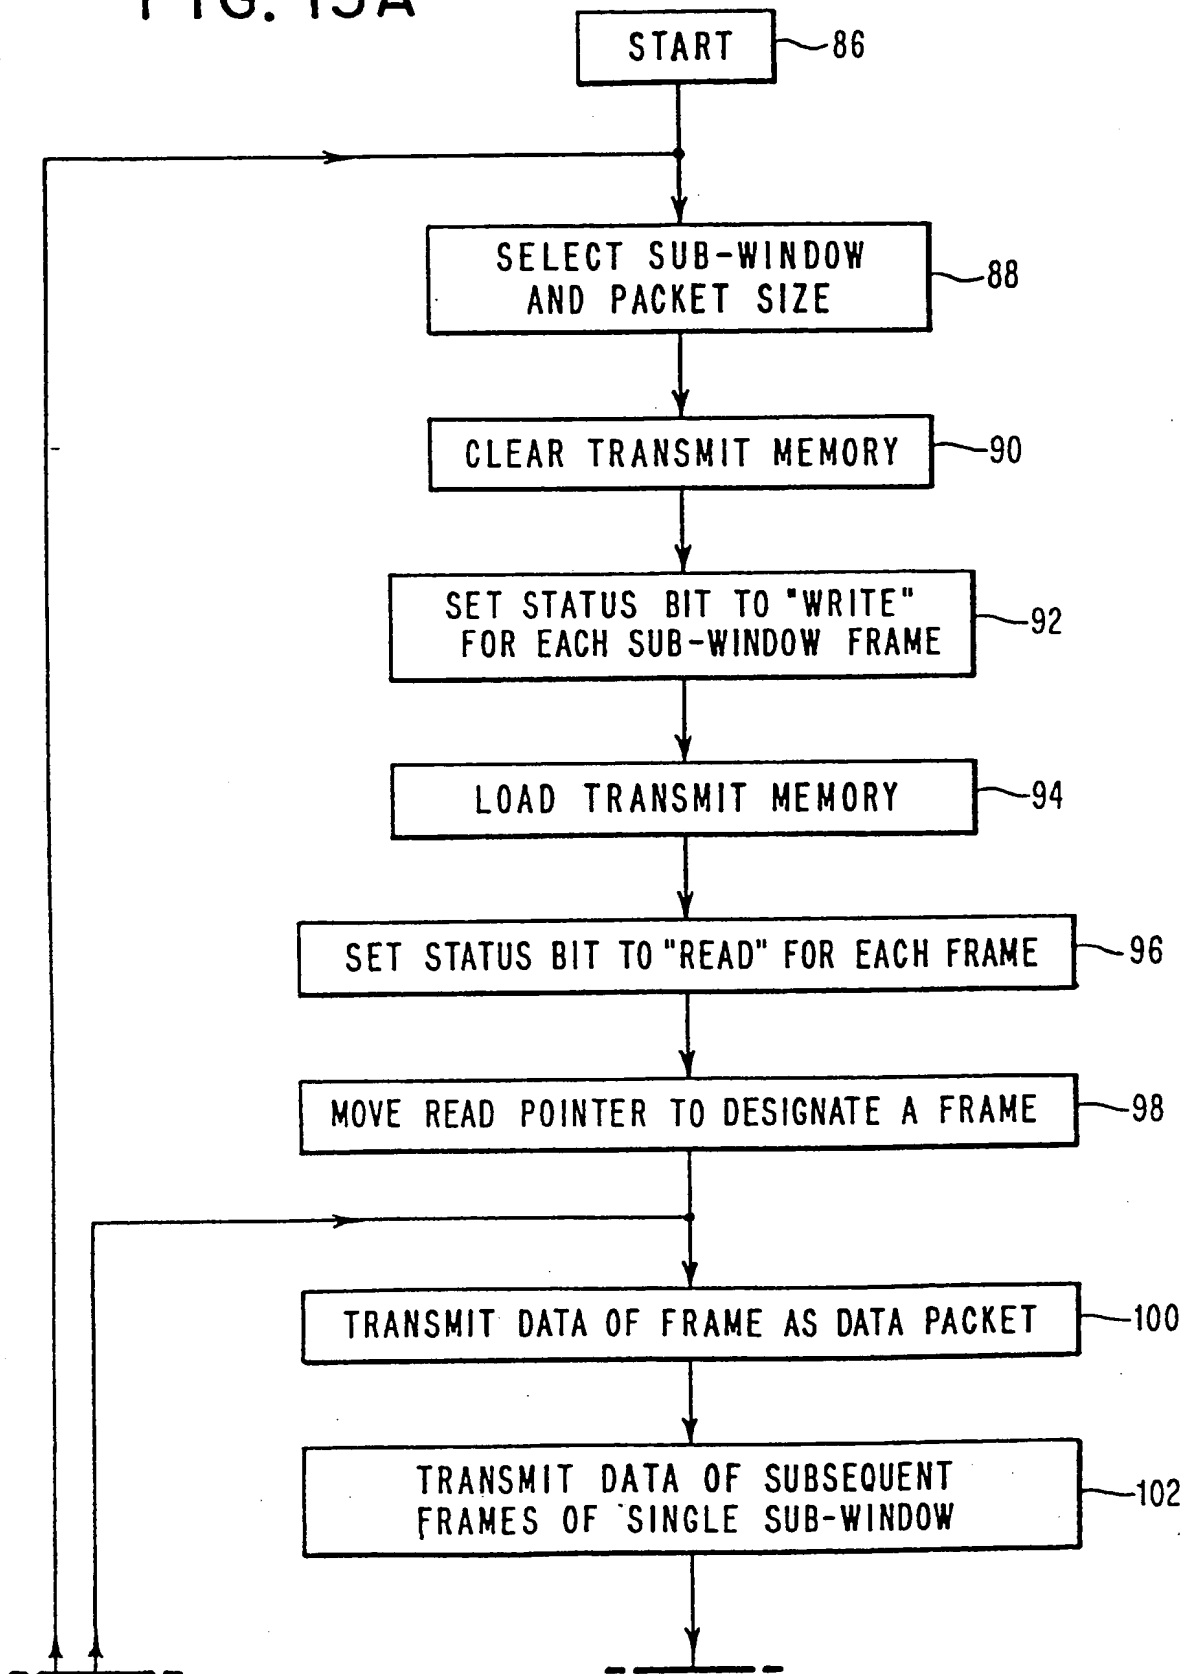 FIG. 15A
START
86
SELECT SUB-WINDOW
AND PACKET SIZE
88
CLEAR TRANSMIT MEMORY
90
SET STATUS BIT TO "WRITE"
FOR EACH SUB-WINDOW FRAME
92
LOAD TRANSMIT MEMORY
94
SET STATUS BIT TO "READ" FOR EACH FRAME
96
MOVE READ POINTER TO DESIGNATE A FRAME
98
TRANSMIT DATA OF FRAME AS DATA PACKET
100
TRANSMIT DATA OF SUBSEQUENT
FRAMES OF SINGLE SUB-WINDOW
102